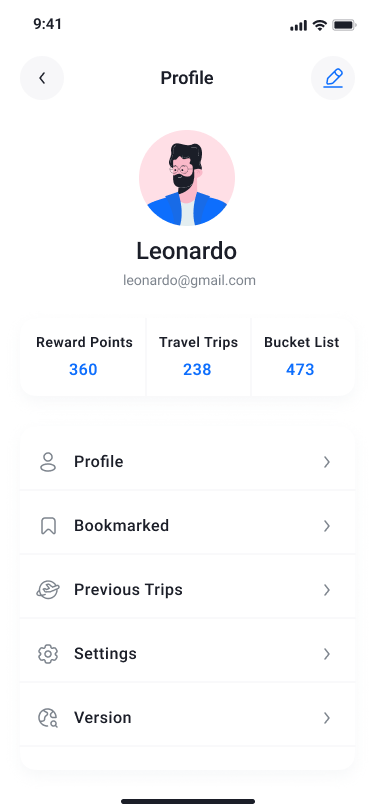 9:41
Profile
Leonardo
leonardo@gmail.com
Reward Points Travel Trips Bucket List
360 238 473
Profile
Bookmarked
Previous Trips
Settings
Version